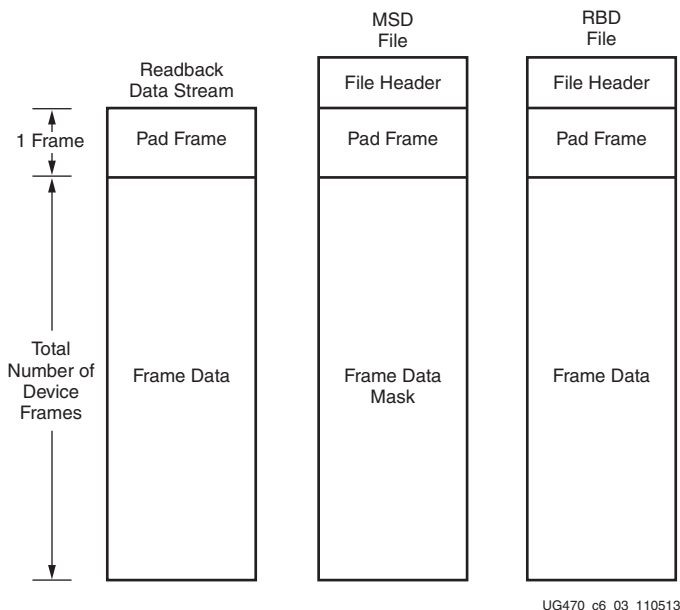 MSD
File
RBD
File
Readback
Data Stream
File Header
File Header
1 Frame
Pad Frame
Pad Frame
Pad Frame
Total
Number of
Device
Frames
Frame Data
Frame Data
Mask
Frame Data
UG470_c6_03_110513